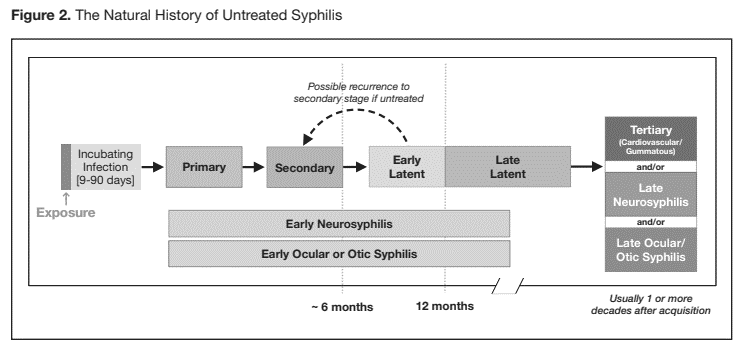 Figure 2. The Natural History of Untreated Syphilis
Possible recurrence to
secondary stage if untreated
Incubating
Infection
[9-90 days]
Exposure
Primary
Secondary
Early
Latent
Late
Latent
Tertiary
(Cardiovascular/
Gummatous)
and/or
Late
Neurosyphilis
and/or
Late Ocular/
Otic Syphilis
Early Neurosyphilis
Early Ocular or Otic Syphilis
~ 6 months
12 months
Usually 1 or more
decades after acquisition